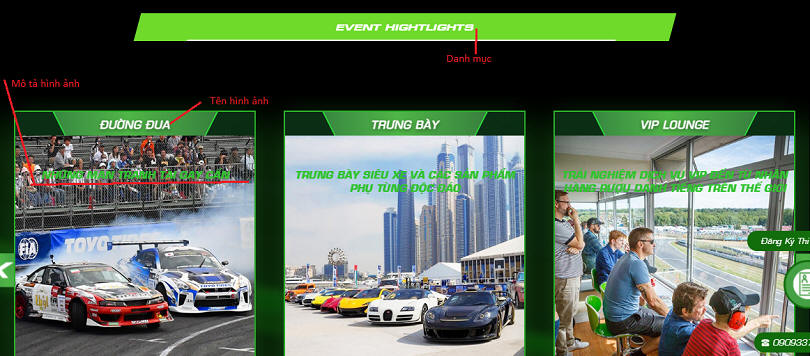 EVENT HIGHTLIGHTS
Danh mục
Mô tả hình ảnh
Tên hình ảnh
ĐƯỜNG ĐUA
NHỮNG MÀN TRANH TÀI GAY CẤN
FIA
TOYO
TRƯNG BÀY
TRƯNG BÀY SIÊU XE VÀ CÁC SẢN PHẨM
PHỤ TÙNG ĐỘC ĐÁO
VIP LOUNGE
TRẢI NGHIỆM DỊCH VỤ VIP ĐẾN TỪ NHÃN
HÀNG RƯỢU DANH TIẾNG TRÊN THẾ GIỚI
Đăng Ký Thi
090933